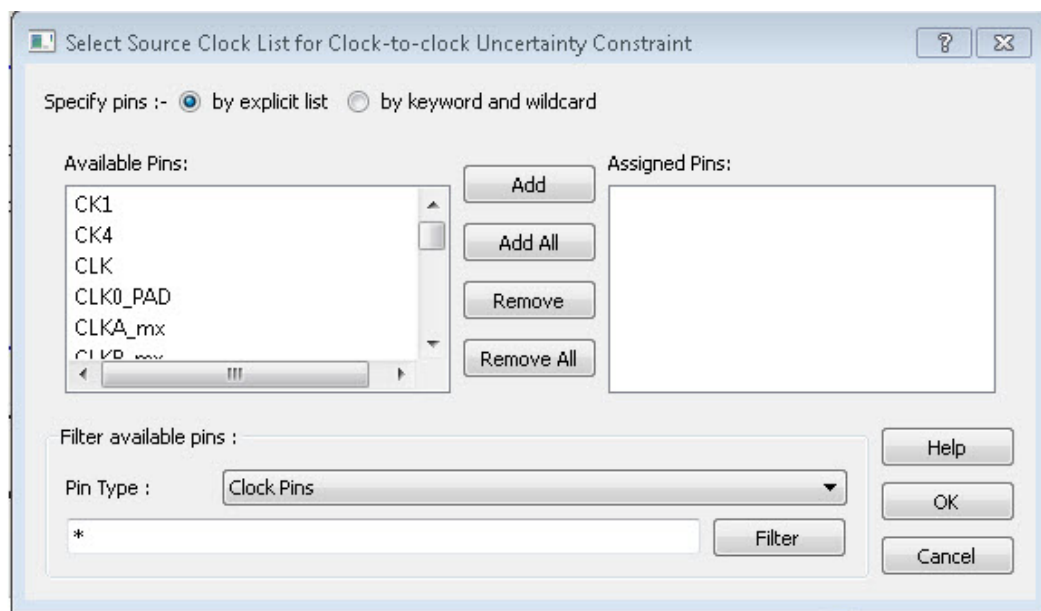 Select Source Clock List for Clock-to-clock Uncertainty Constraint
Specify pins :- by explicit list by keyword and wildcard
Available Pins:
CK1
CK4
CLK
CLK0_PAD
CLKA_mx
Add
Add All
Remove
Remove All
Assigned Pins:
Filter available pins :
Pin Type : Clock Pins
*
Filter
Help
OK
Cancel